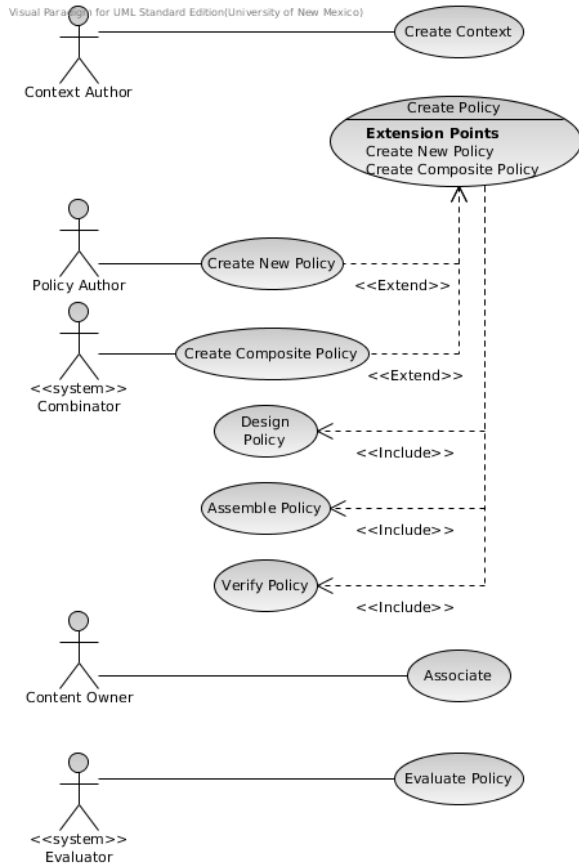 Visual Paradigm for UML Standard Edition(University of New Mexico)
Create Context
Context Author
Create Policy
Extension Points
Create New Policy
Create Composite Policy
Create New Policy
Policy Author
<<Extend>>
Create Composite Policy
<<Extend>>
<<system>>
Combinator
Design
Policy
<<Include>>
Assemble Policy
<<Include>>
Verify Policy
<<Include>>
Associate
Content Owner
Evaluate Policy
<<system>>
Evaluator